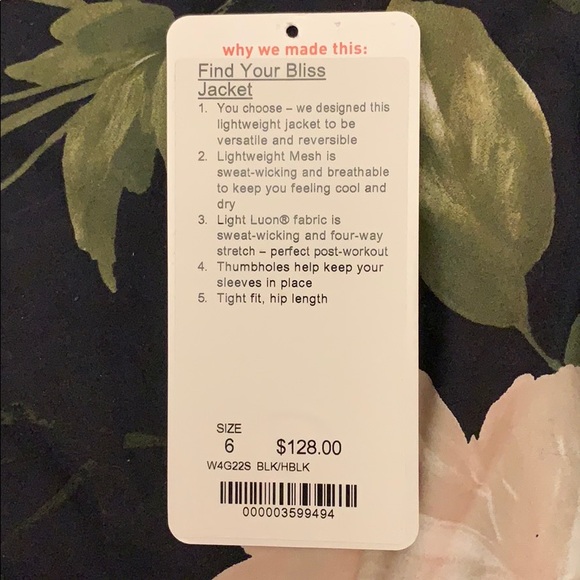 why we made this:
Find Your Bliss
Jacket
1. You choose – we designed this
lightweight jacket to be
versatile and reversible
2. Lightweight Mesh is
sweat-wicking and breathable
to keep you feeling cool and
dry
3. Light Luon® fabric is
sweat-wicking and four-way
stretch – perfect post-workout
4. Thumbholes help keep your
sleeves in place
5. Tight fit, hip length
SIZE
6 $128.00
W4G22S BLK/HBLK
000003599494